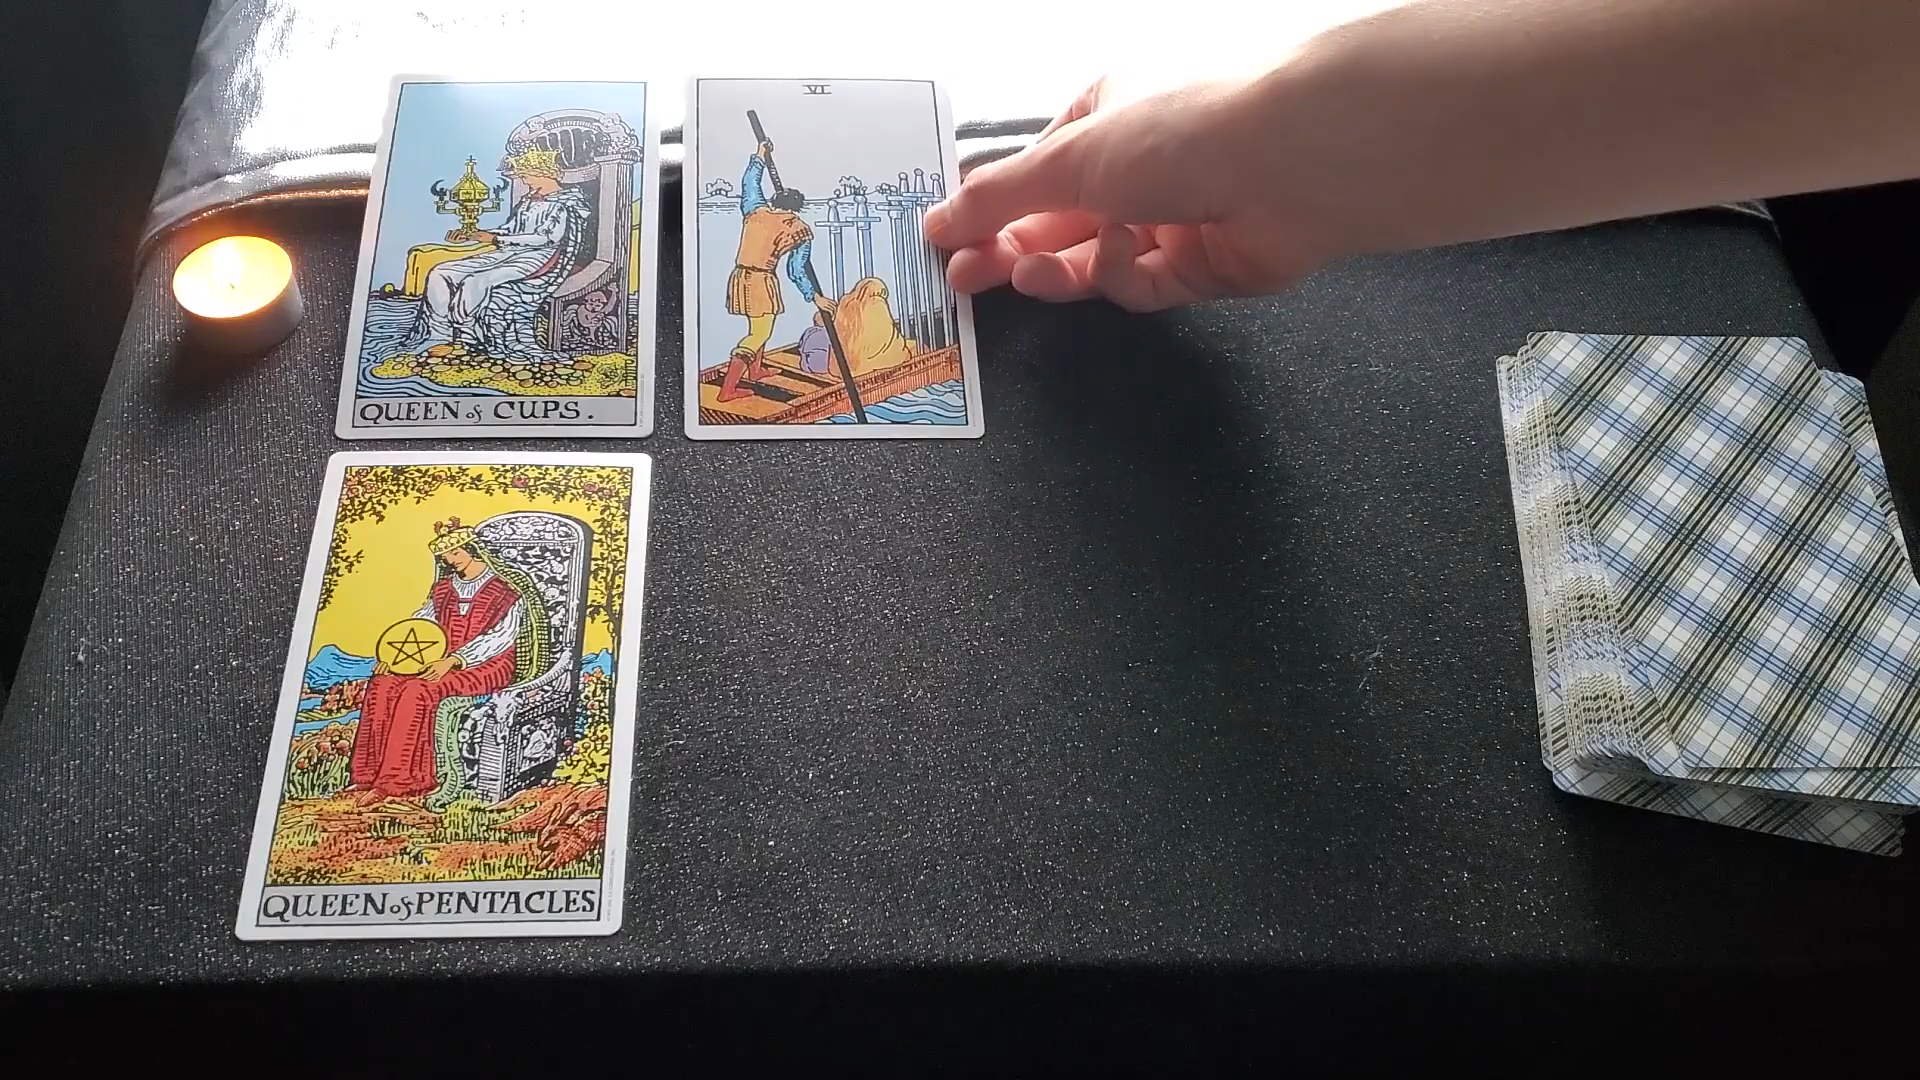 VI
QUEEN of CUPS.
QUEEN of PENTACLES